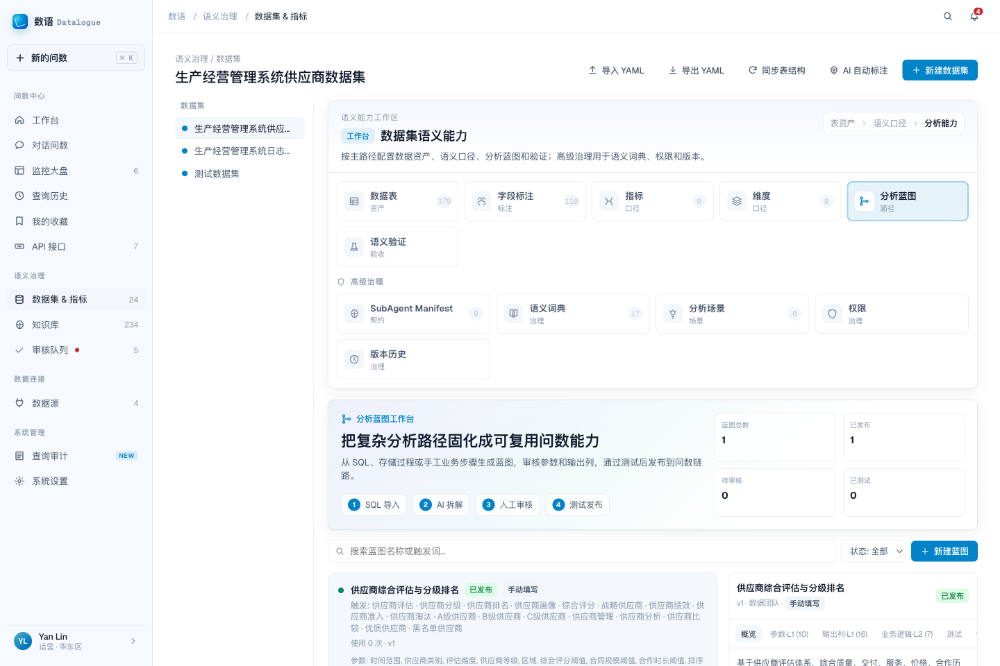 数语 Datalogue
新的问数 ⌘ K
问数中心
工作台
对话问数
监控大盘 6
查询历史
我的收藏
API 接口 7
语义治理
数据集 & 指标 24
知识库 234
审核队列 5
数据连接
数据源 4
系统管理
查询审计 NEW
系统设置
YL Yan Lin
运营 · 华东区
数语 / 语义治理 / 数据集 & 指标
4
语义治理 / 数据集
生产经营管理系统供应商数据集
导入 YAML 导出 YAML 同步表结构 AI 自动标注 新建数据集
数据集
生产经营管理系统供应...
生产经营管理系统日志...
测试数据集
语义能力工作区
工作台 数据集语义能力
表资产 > 语义口径 > 分析能力
按主路径配置数据资产、语义口径、分析蓝图和验证；高级治理用于语义词典、权限和版本。
数据表 资产 379
字段标注 标注 110
指标 口径 0
维度 口径 0
分析蓝图 路径
语义验证 验收
高级治理
SubAgent Manifest 契约 0
语义词典 治理 17
分析场景 场景 0
权限 治理
版本历史 治理
分析蓝图工作台
把复杂分析路径固化成可复用问数能力
从 SQL、存储过程或手工业务步骤生成蓝图，审核参数和输出列，通过测试后发布到问数链
路。
1 SQL 导入 2 AI 拆解 3 人工审核 4 测试发布
蓝图总数 1
已发布 1
待审核 0
已测试 0
搜索蓝图名称或触发词...
状态: 全部
新建蓝图
供应商综合评估与分级排名 已发布 手动填写
触发: 供应商评估 · 供应商分级 · 供应商排名 · 供应商画像 · 综合评分 · 战略供应商 · 供应商绩效 · 供
应商准入 · 供应商淘汰 · A级供应商 · B级供应商 · C级供应商 · 供应商管理 · 供应商分析 · 供应商比
较 · 优质供应商 · 黑名单供应商
使用 0 次 · v1
参数: 时间范围, 供应商类别, 评估维度, 供应商等级, 区域, 综合评分阈值, 合同规模阈值, 合作时长阈值, 排序
供应商综合评估与分级排名
v1 · 数据团队 · 手动填写
已发布
概览 参数·L1 (10) 输出列·L1 (16) 业务逻辑·L2 (7) 测试
基于供应商评估体系，综合质量、交付、服务、价格、合作历